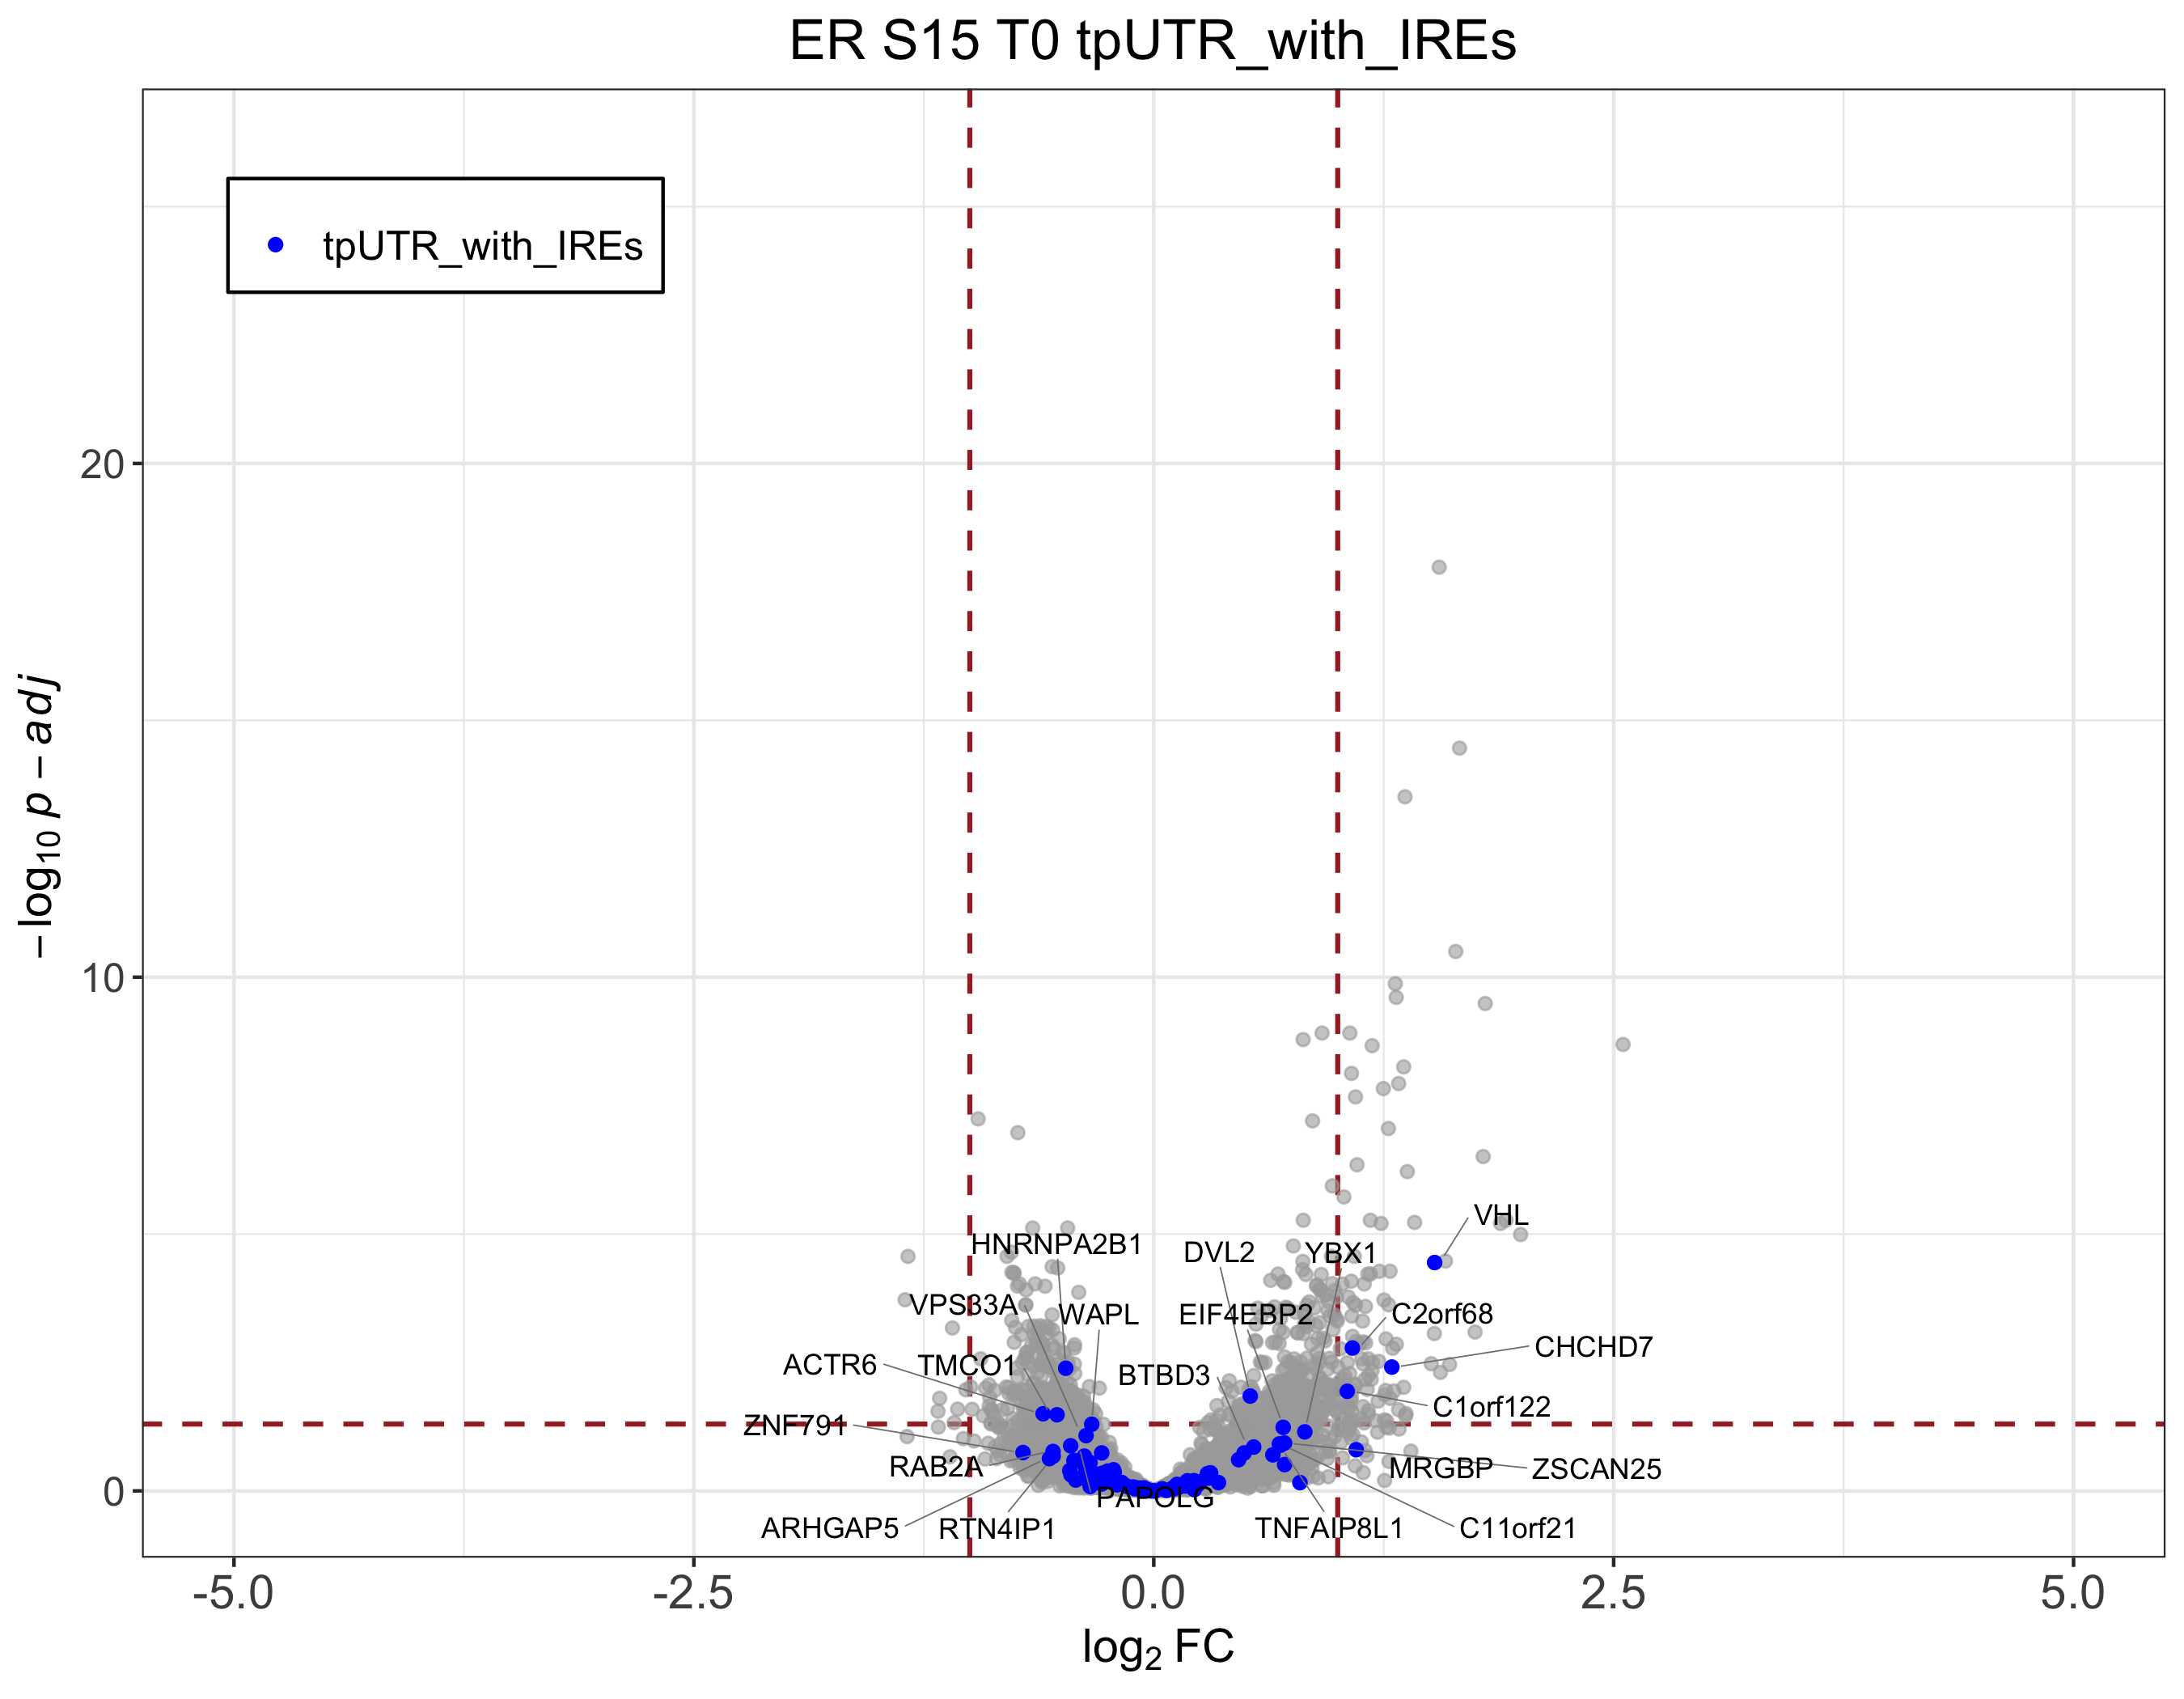 ER S15 T0 tpUTR_with_IREs
tpUTR_with_IREs
20
10
0
−log10 p − adj
VHL
HNRNPA2B1
DVL2
YBX1
VPS33A
WAPL
EIF4EBP2
C2orf68
CHCHD7
ACTR6
TMCO1
BTBD3
C1orf122
ZNF791
RAB2A
MRGBP
ZSCAN25
PAPOLG
ARHGAP5
RTN4IP1
TNFAIP8L1
C11orf21
-5.0
-2.5
0.0
2.5
5.0
log2 FC